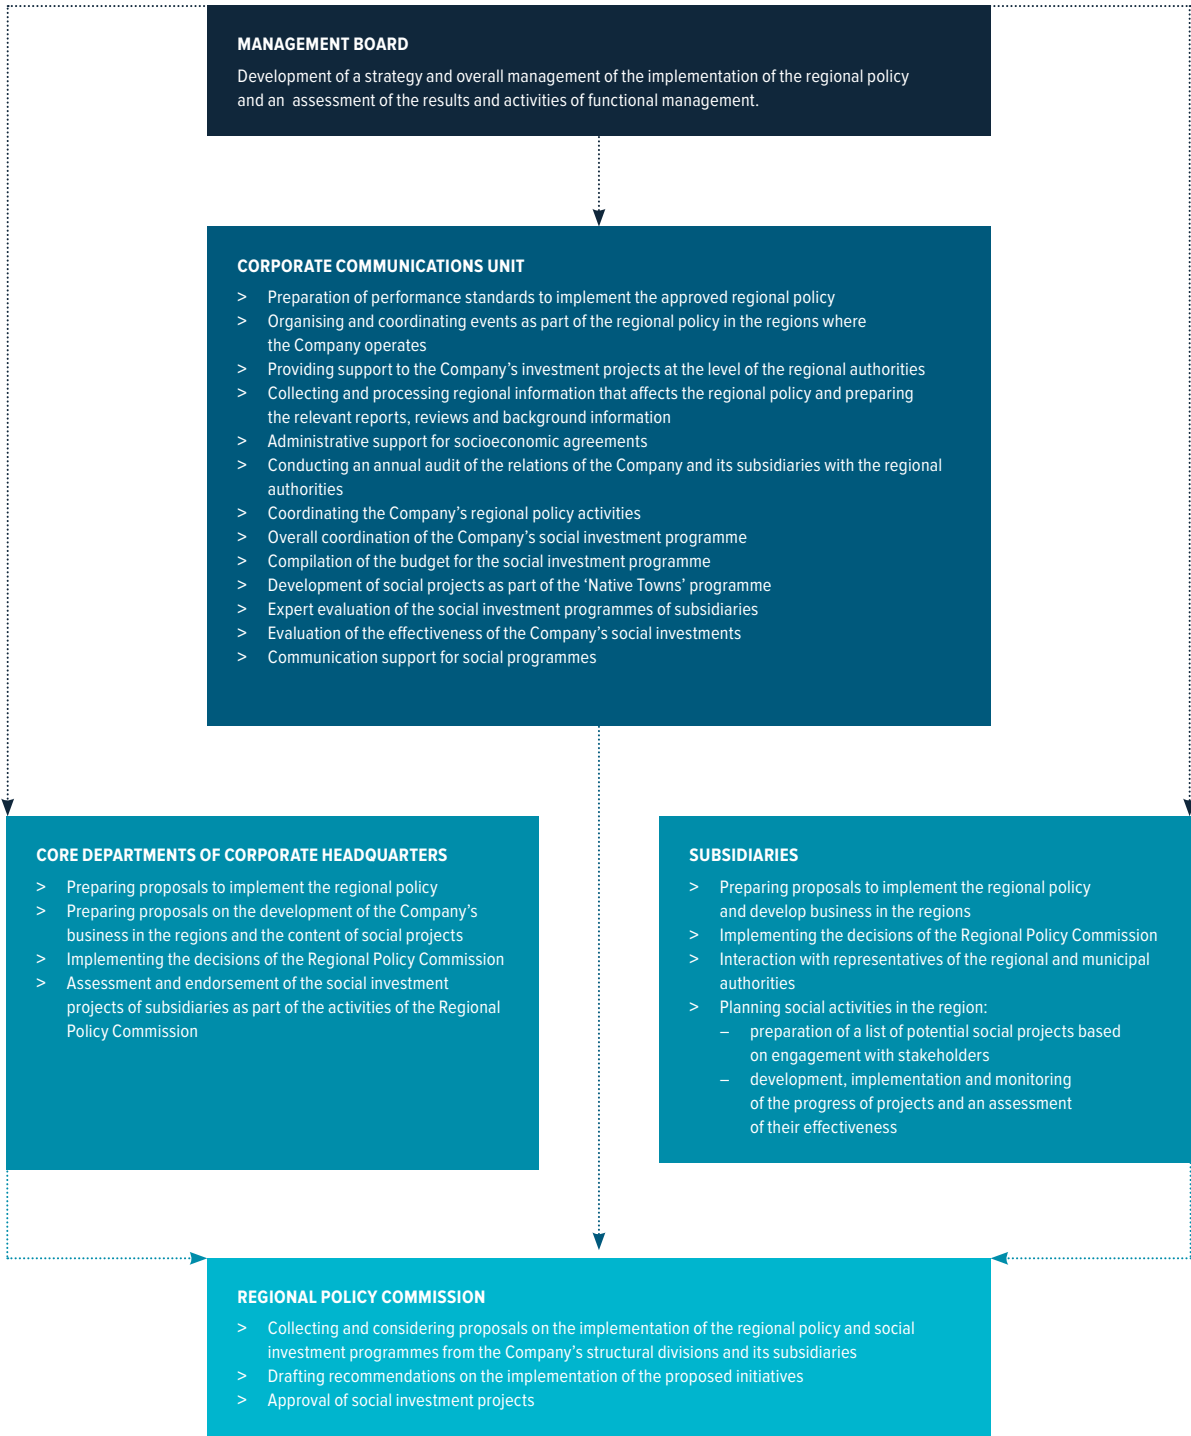 MANAGEMENT BOARD
Development of a strategy and overall management of the implementation of the regional policy
and an assessment of the results and activities of functional management.
CORPORATE COMMUNICATIONS UNIT
> Preparation of performance standards to implement the approved regional policy
> Organising and coordinating events as part of the regional policy in the regions where
the Company operates
> Providing support to the Company’s investment projects at the level of the regional authorities
> Collecting and processing regional information that affects the regional policy and preparing
the relevant reports, reviews and background information
> Administrative support for socioeconomic agreements
> Conducting an annual audit of the relations of the Company and its subsidiaries with the regional
authorities
> Coordinating the Company’s regional policy activities
> Overall coordination of the Company’s social investment programme
> Compilation of the budget for the social investment programme
> Development of social projects as part of the ‘Native Towns’ programme
> Expert evaluation of the social investment programmes of subsidiaries
> Evaluation of the effectiveness of the Company’s social investments
> Communication support for social programmes
CORE DEPARTMENTS OF CORPORATE HEADQUARTERS
> Preparing proposals to implement the regional policy
> Preparing proposals on the development of the Company’s
business in the regions and the content of social projects
> Implementing the decisions of the Regional Policy Commission
> Assessment and endorsement of the social investment
projects of subsidiaries as part of the activities of the Regional
Policy Commission
SUBSIDIARIES
> Preparing proposals to implement the regional policy
and develop business in the regions
> Implementing the decisions of the Regional Policy Commission
> Interaction with representatives of the regional and municipal
authorities
> Planning social activities in the region:
– preparation of a list of potential social projects based
on engagement with stakeholders
– development, implementation and monitoring
of the progress of projects and an assessment
of their effectiveness
REGIONAL POLICY COMMISSION
> Collecting and considering proposals on the implementation of the regional policy and social
investment programmes from the Company’s structural divisions and its subsidiaries
> Drafting recommendations on the implementation of the proposed initiatives
> Approval of social investment projects